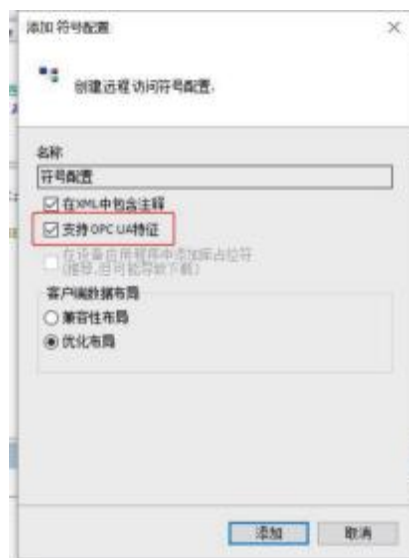 添加 符号配置
创建远程访问符号配置.
名称
符号配置
在XML中包含注释
支持 OPC UA特征
在设备应用程序中添加库占位符
(推荐,但可能导致下载)
客户端数据布局
兼容性布局
优化布局
添加
取消